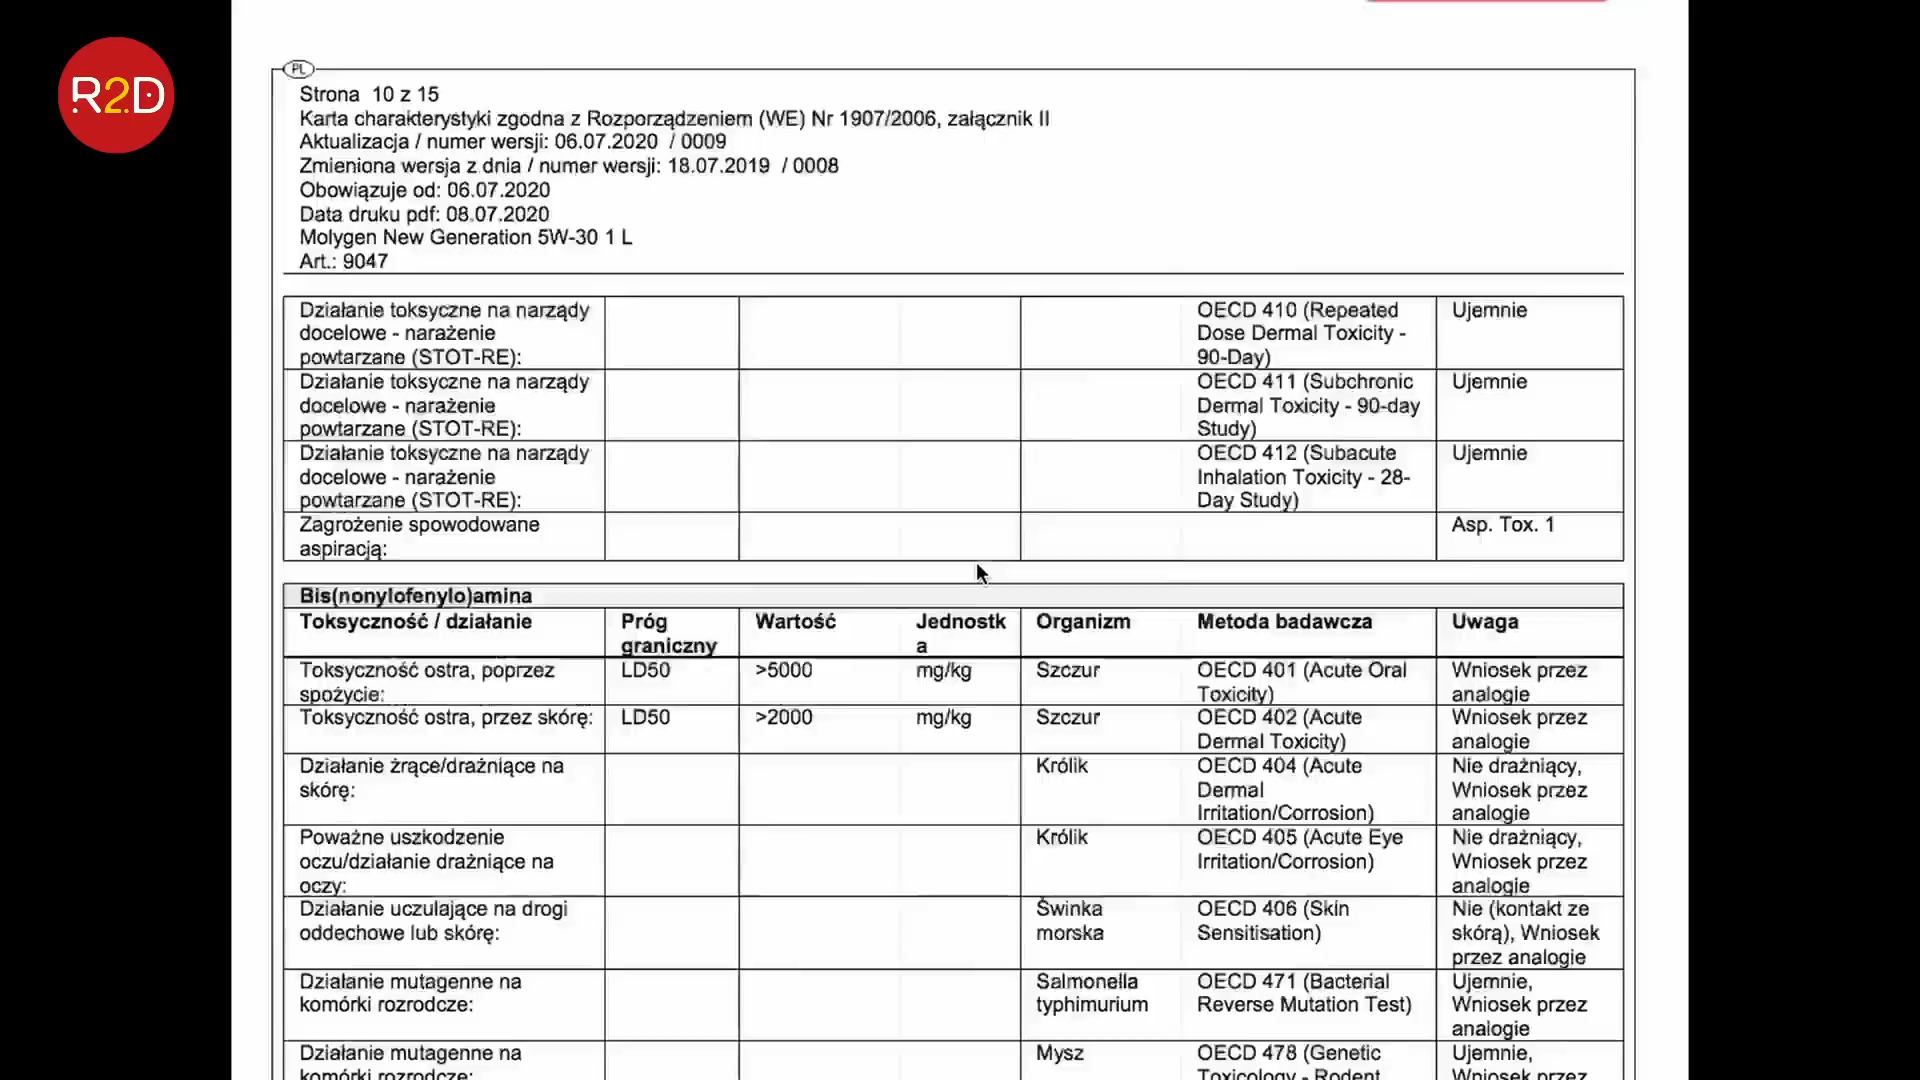 R2D
PL
Strona 10 z 15
Karta charakterystyki zgodna z Rozporządzeniem (WE) Nr 1907/2006, załącznik II
Aktualizacja / numer wersji: 06.07.2020 / 0009
Zmieniona wersja z dnia / numer wersji: 18.07.2019 / 0008
Obowiązuje od: 06.07.2020
Data druku pdf: 08.07.2020
Molygen New Generation 5W-30 1 L
Art.: 9047
Działanie toksyczne na narządy
docelowe - narażenie
powtarzane (STOT-RE):
OECD 410 (Repeated
Dose Dermal Toxicity -
90-Day)
Ujemnie
Działanie toksyczne na narządy
docelowe - narażenie
powtarzane (STOT-RE):
OECD 411 (Subchronic
Dermal Toxicity - 90-day
Study)
Ujemnie
Działanie toksyczne na narządy
docelowe - narażenie
powtarzane (STOT-RE):
OECD 412 (Subacute
Inhalation Toxicity - 28-
Day Study)
Ujemnie
Zagrożenie spowodowane
aspiracją:
Asp. Tox. 1
Bis(nonylofenylo)amina
Toksyczność / działanie
Próg
graniczny
Wartość
Jednostk
a
Organizm
Metoda badawcza
Uwaga
Toksyczność ostra, poprzez
spożycie:
LD50
>5000
mg/kg
Szczur
OECD 401 (Acute Oral
Toxicity)
Wniosek przez
analogie
Toksyczność ostra, przez skórę:
LD50
>2000
mg/kg
Szczur
OECD 402 (Acute
Dermal Toxicity)
Wniosek przez
analogie
Działanie żrące/drażniące na
skórę:
Królik
OECD 404 (Acute
Dermal
Irritation/Corrosion)
Nie drażniący,
Wniosek przez
analogie
Poważne uszkodzenie
oczu/działanie drażniące na
oczy:
Królik
OECD 405 (Acute Eye
Irritation/Corrosion)
Nie drażniący,
Wniosek przez
analogie
Działanie uczulające na drogi
oddechowe lub skórę:
Świnka
morska
OECD 406 (Skin
Sensitisation)
Nie (kontakt ze
skórą), Wniosek
przez analogie
Działanie mutagenne na
komórki rozrodcze:
Salmonella
typhimurium
OECD 471 (Bacterial
Reverse Mutation Test)
Ujemnie,
Wniosek przez
analogie
Działanie mutagenne na
komórki rozrodcze:
Mysz
OECD 478 (Genetic
Toxicology - Rodent
Ujemnie,
Wniosek przez